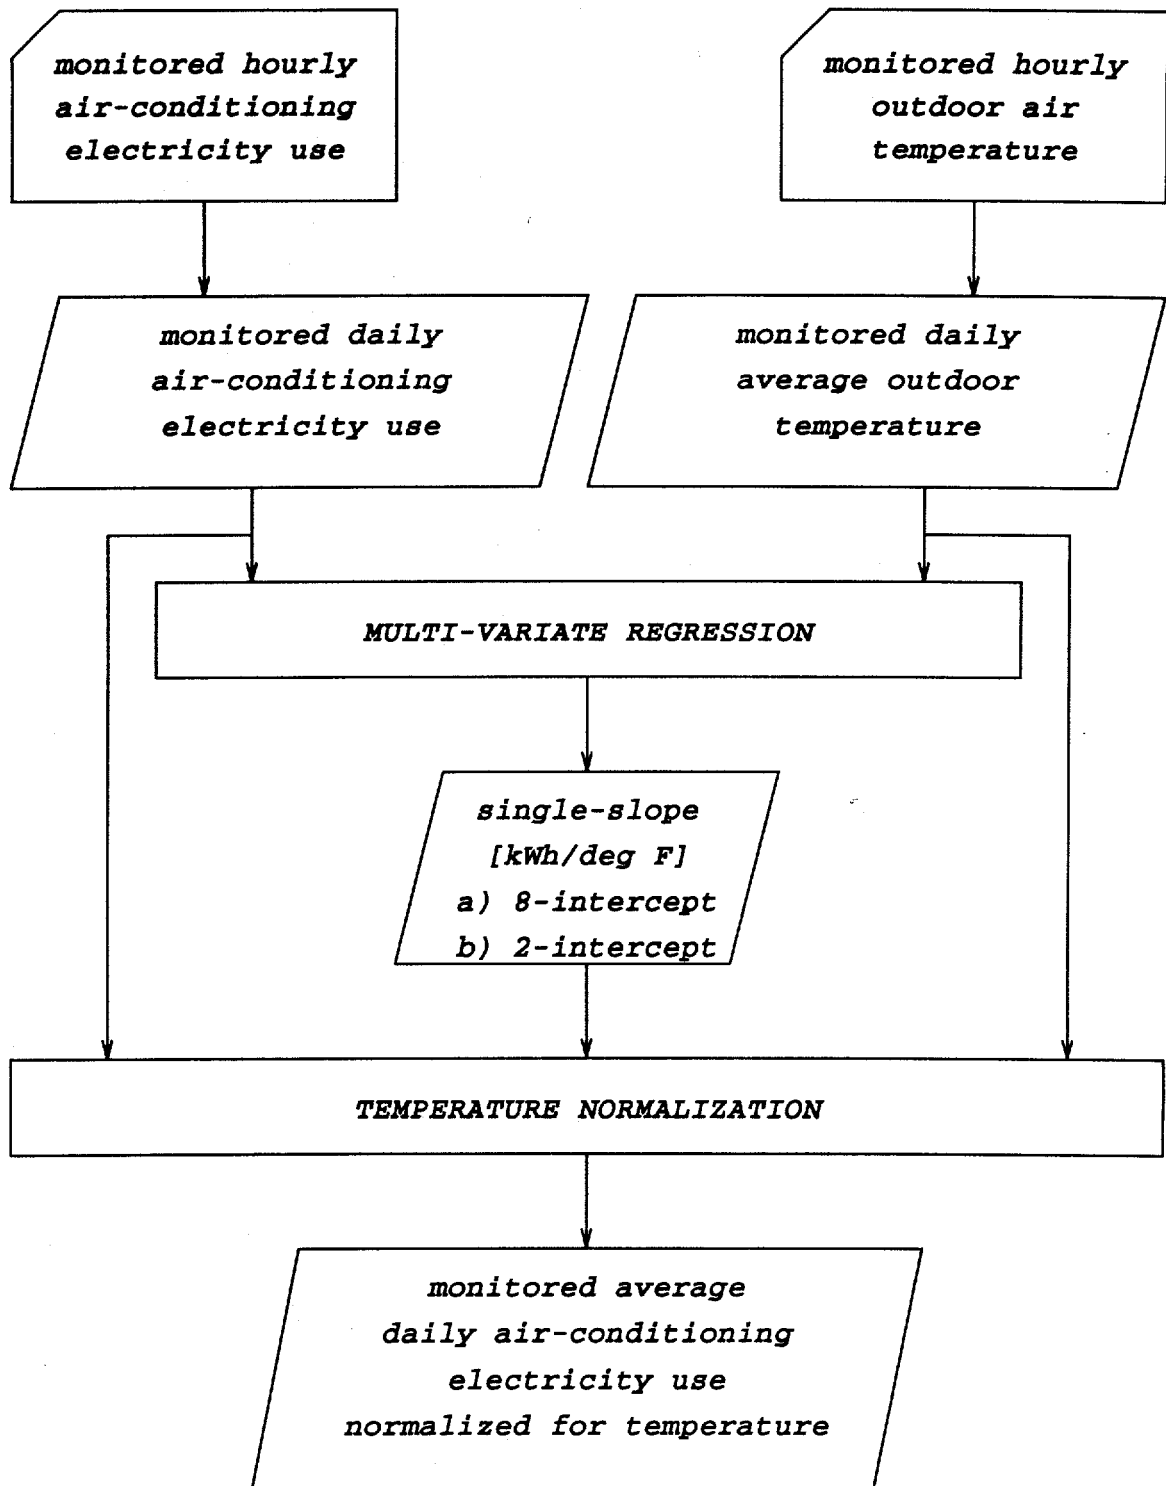 monitored hourly
air-conditioning
electricity use
monitored hourly
outdoor air
temperature
monitored daily
air-conditioning
electricity use
monitored daily
average outdoor
temperature
MULTI-VARIATE REGRESSION
single-slope
[kWh/deg F]
a) 8-intercept
b) 2-intercept
TEMPERATURE NORMALIZATION
monitored average
daily air-conditioning
electricity use
normalized for temperature